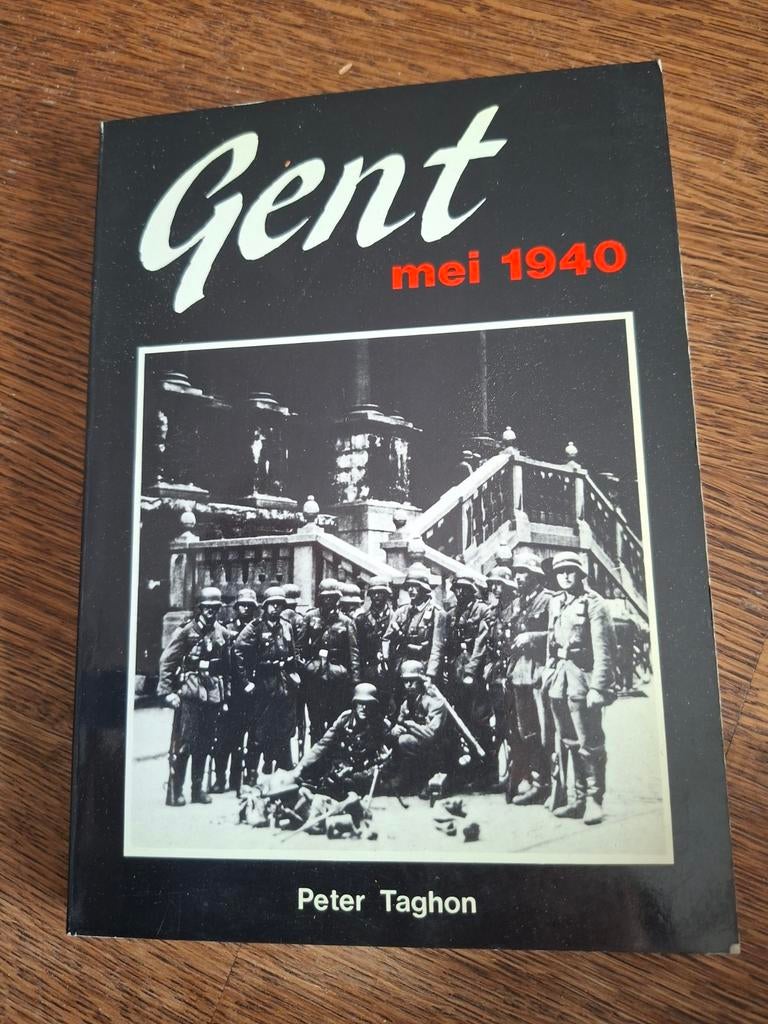 Gent
mei 1940
Peter Taghon